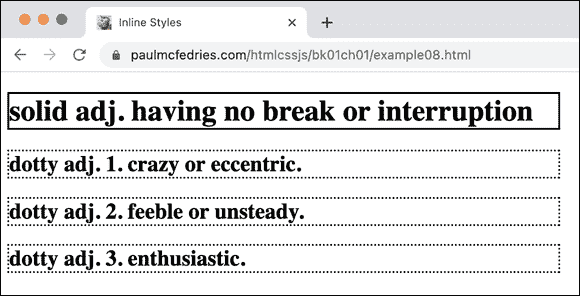 Inline Styles
paulmcfedries.com/htmlcssjs/bk01ch01/example08.html
solid adj. having no break or interruption
dotty adj. 1. crazy or eccentric.
dotty adj. 2. feeble or unsteady.
dotty adj. 3. enthusiastic.